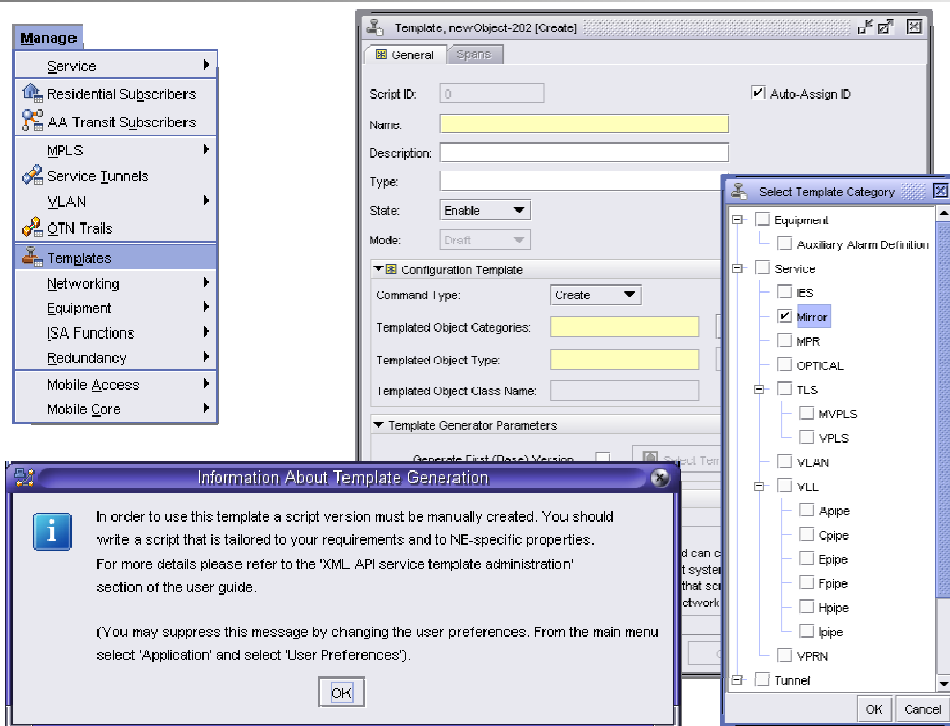 Manage
Service
Residential Subscribers
AA Transit Subscribers
MPLS
Service Tunnels
VLAN
OTN Trails
Templates
Networking
Equipment
ISA Functions
Redundancy
Mobile Access
Mobile Core
Template, newObject-202 [Create]
General
Spans
Script ID:
0
Auto-Assign ID
Name:
Description:
Type:
State:
Enable
Mode:
Draft
Configuration Template
Command Type:
Create
Templated Object Categories:
Templated Object Type:
Templated Object Class Name:
Template Generator Parameters
Generate First (Base) Version
Select Tem
d can c
t syste
that scr
etwork
Select Template Category
Equipment
Auxiliary Alarm Definition
Service
IES
Mirror
MPR
OPTICAL
TLS
MVPLS
VPLS
VLAN
VLL
Apipe
Cpipe
Epipe
Fpipe
Hpipe
Ipipe
VPRN
Tunnel
OK
Cancel
Information About Template Generation
In order to use this template a script version must be manually created. You should
write a script that is tailored to your requirements and to NE-specific properties.
For more details please refer to the 'XML API service template administration'
section of the user guide.
(You may suppress this message by changing the user preferences. From the main menu
select 'Application' and select 'User Preferences').
OK